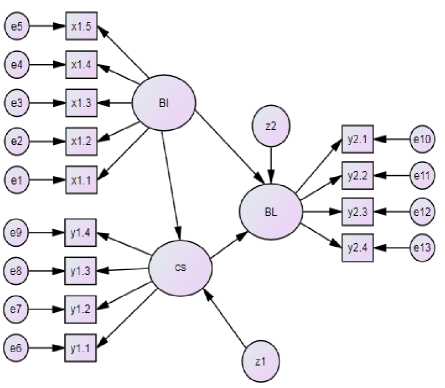 e5 x1.5
e4 x1.4
e3 x1.3
e2 x1.2
e1 x1.1
BI
z2
y2.1 e10
y2.2 e11
y2.3 e12
y2.4 e13
BL
e9 y1.4
e8 y1.3
e7 y1.2
e6 y1.1
cs
z1